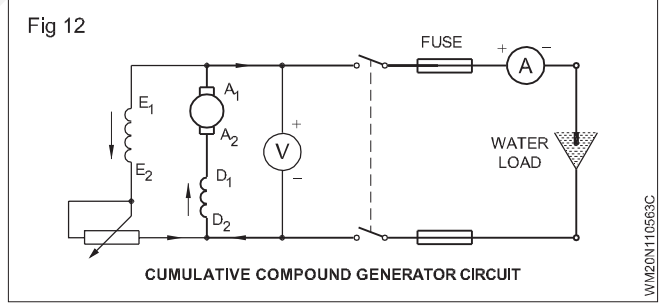 Fig 12
FUSE
+ A −
E1
A1
A2
E2
+
V
−
WATER
LOAD
D1
D2
CUMULATIVE COMPOUND GENERATOR CIRCUIT
WM20N110563C